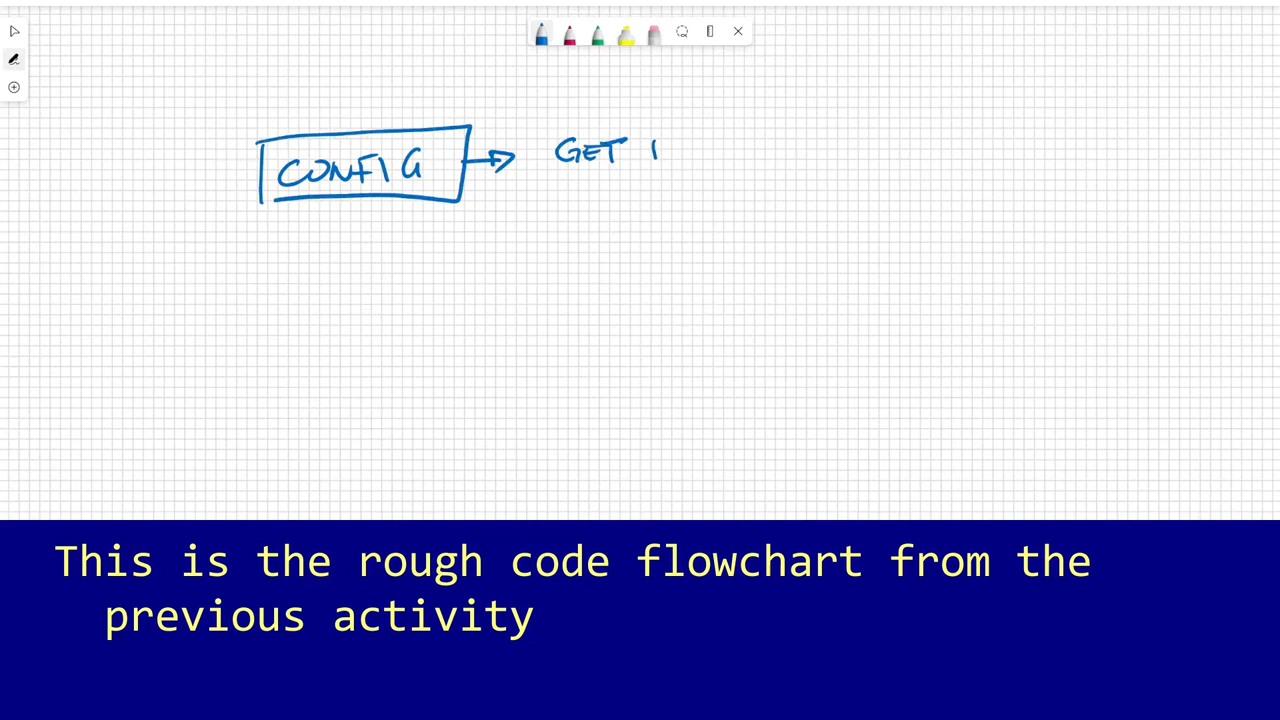 CONFIG
GET
This is the rough code flowchart from the
previous activity